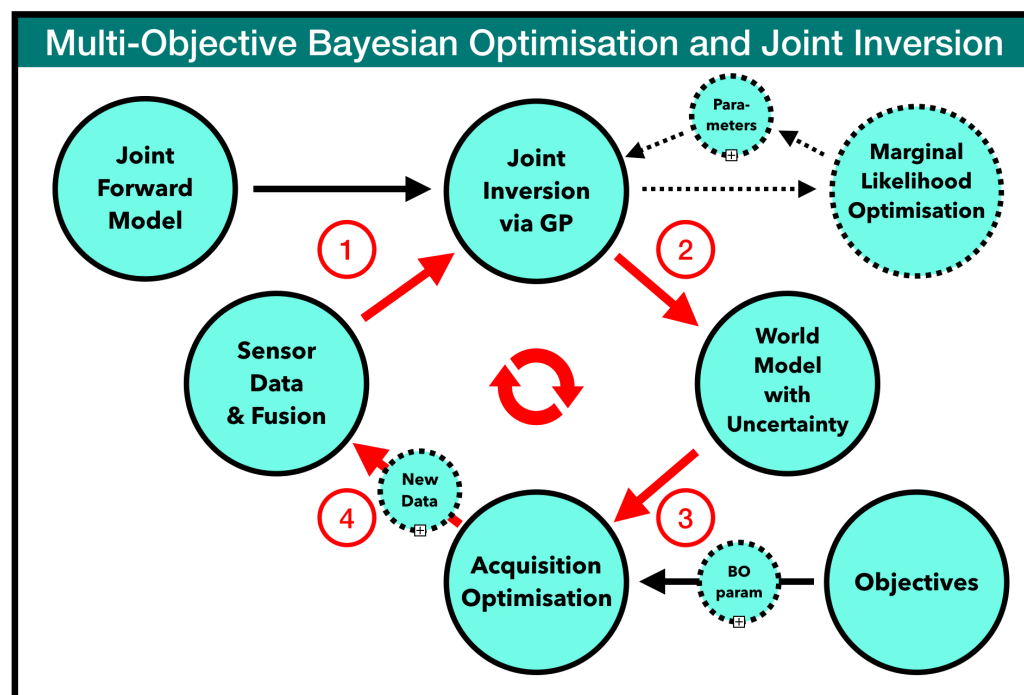 Multi-Objective Bayesian Optimisation and Joint Inversion
Joint
Forward
Model
Joint
Inversion
via GP
Para-
meters
Marginal
Likelihood
Optimisation
1
2
Sensor
Data
& Fusion
World
Model
with
Uncertainty
New
Data
4
3
Acquisition
Optimisation
BO
param
Objectives